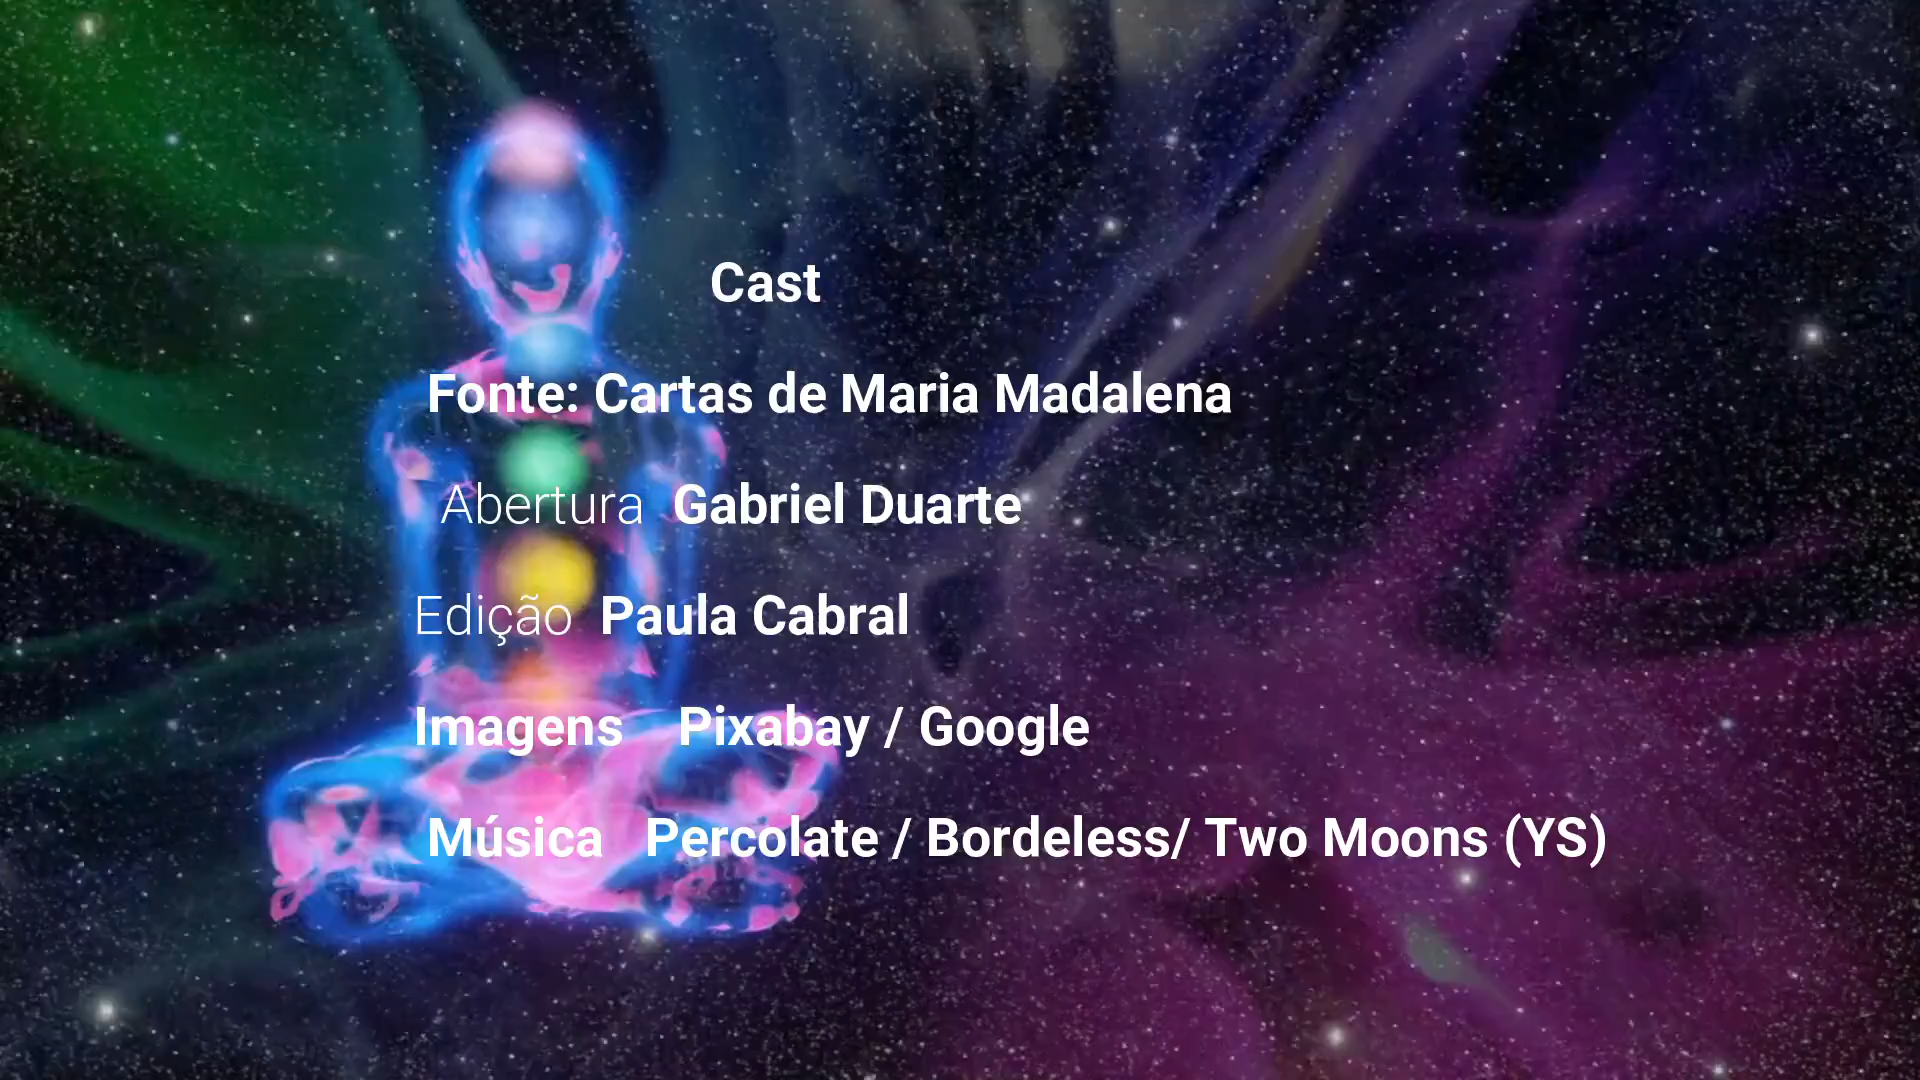 Cast
Fonte: Cartas de Maria Madalena
Abertura Gabriel Duarte
Edição Paula Cabral
Imagens Pixabay / Google
Música Percolate / Bordeless/ Two Moons (YS)